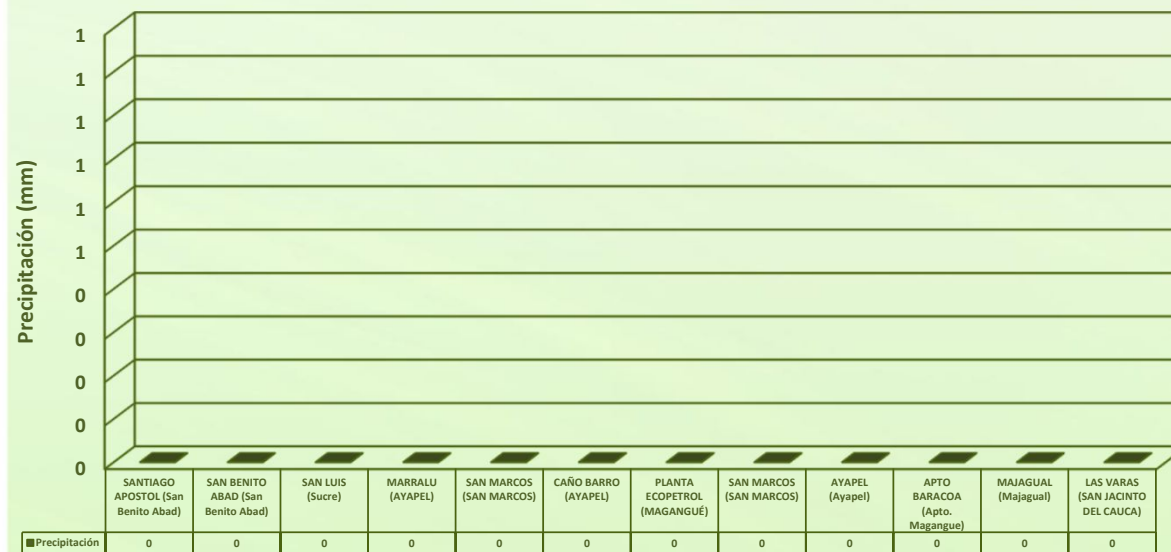 Precipitación (mm)
1
1
1
1
1
1
0
0
0
0
0
SANTIAGO
APOSTOL (San
Benito Abad)
SAN BENITO
ABAD (San
Benito Abad)
SAN LUIS
(Sucre)
MARRALU
(AYAPEL)
SAN MARCOS
(SAN MARCOS)
CAÑO BARRO
(AYAPEL)
PLANTA
ECOPETROL
(MAGANGUÉ)
SAN MARCOS
(SAN MARCOS)
AYAPEL
(Ayapel)
APTO
BARACOA
(Apto.
Magangue)
MAJAGUAL
(Majagual)
LAS VARAS
(SAN JACINTO
DEL CAUCA)
Precipitación 0 0 0 0 0 0 0 0 0 0 0 0